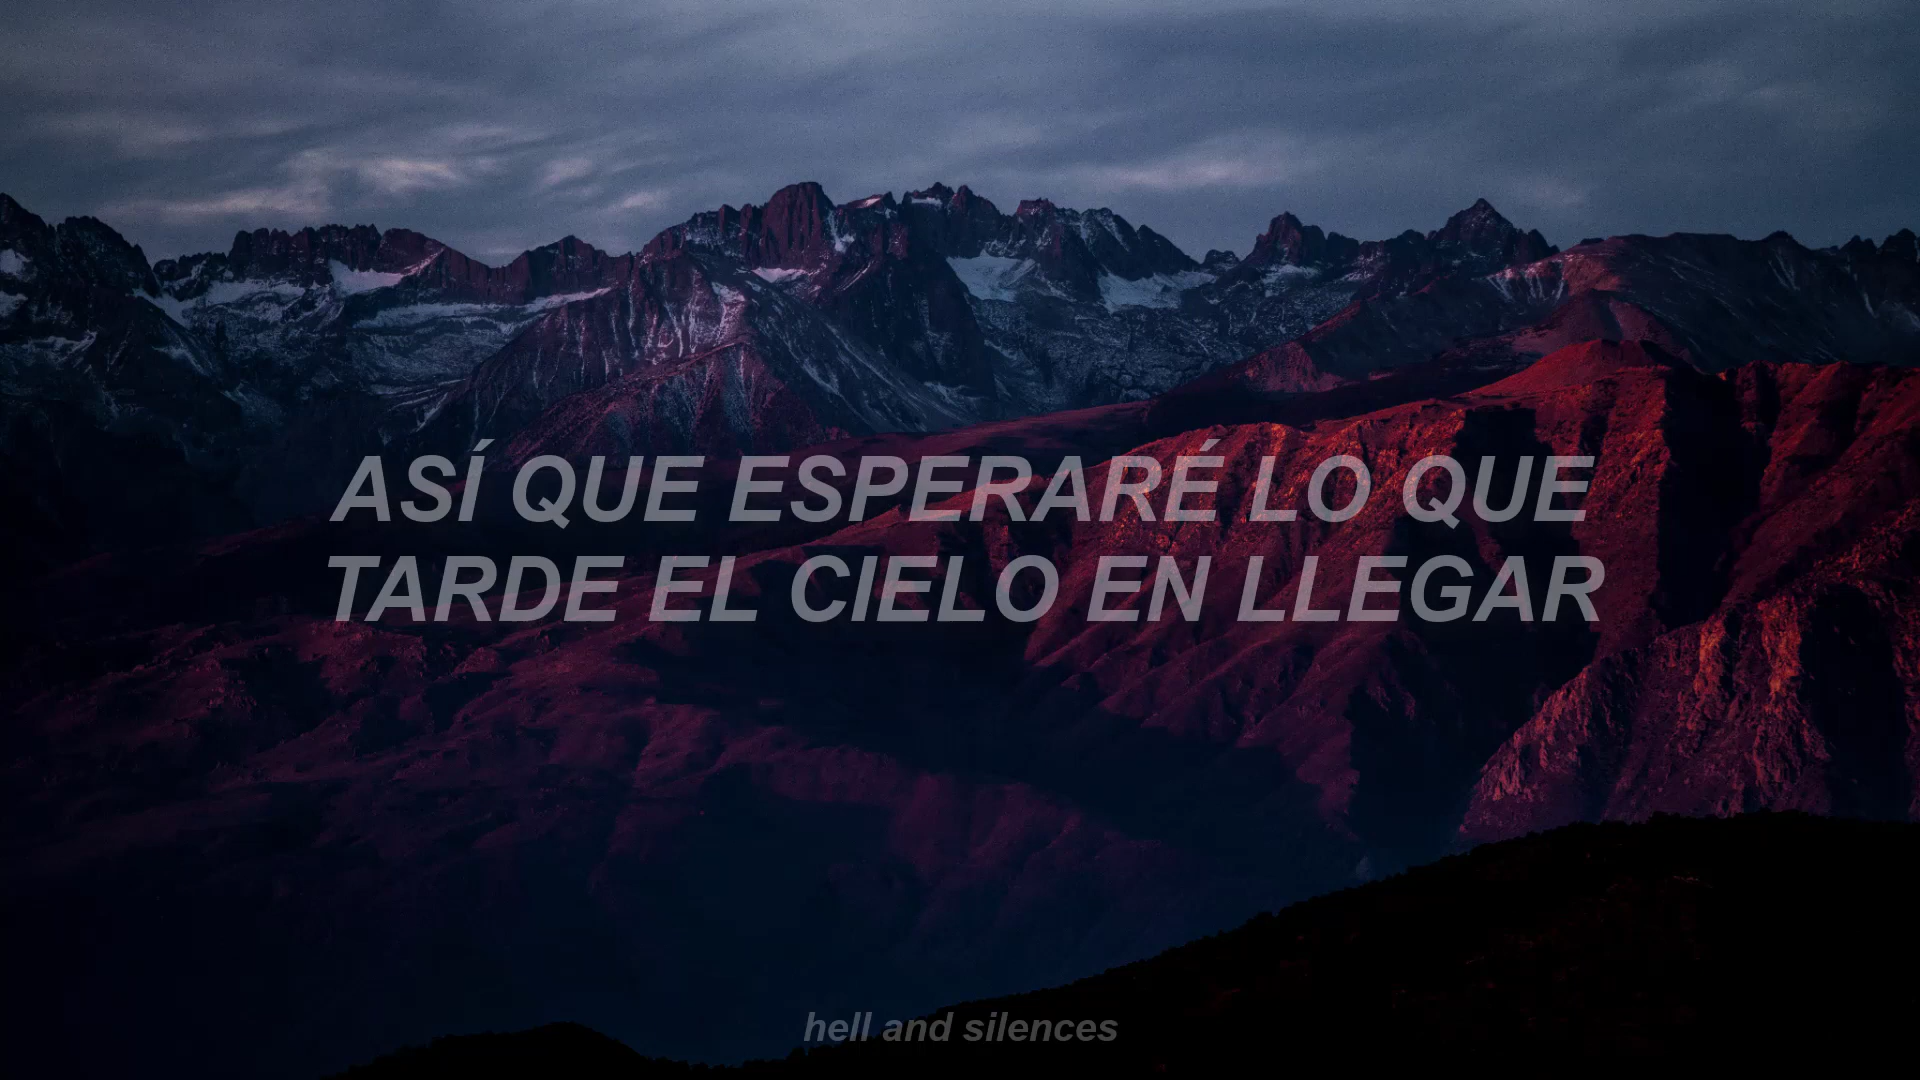 ASÍ QUE ESPERARÉ LO QUE
TARDE EL CIELO EN LLEGAR
hell and silences